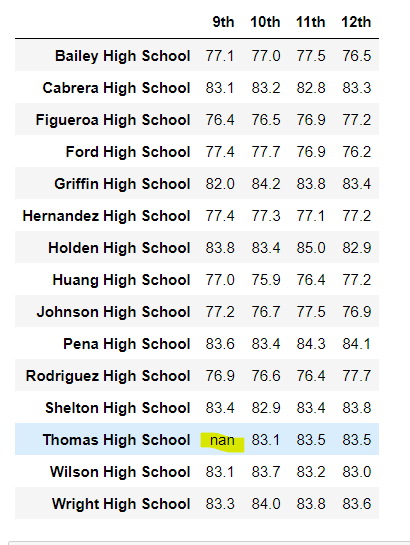 9th 10th 11th 12th
Bailey High School 77.1 77.0 77.5 76.5
Cabrera High School 83.1 83.2 82.8 83.3
Figueroa High School 76.4 76.5 76.9 77.2
Ford High School 77.4 77.7 76.9 76.2
Griffin High School 82.0 84.2 83.8 83.4
Hernandez High School 77.4 77.3 77.1 77.2
Holden High School 83.8 83.4 85.0 82.9
Huang High School 77.0 75.9 76.4 77.2
Johnson High School 77.2 76.7 77.5 76.9
Pena High School 83.6 83.4 84.3 84.1
Rodriguez High School 76.9 76.6 76.4 77.7
Shelton High School 83.4 82.9 83.4 83.8
Thomas High School nan 83.1 83.5 83.5
Wilson High School 83.1 83.7 83.2 83.0
Wright High School 83.3 84.0 83.8 83.6